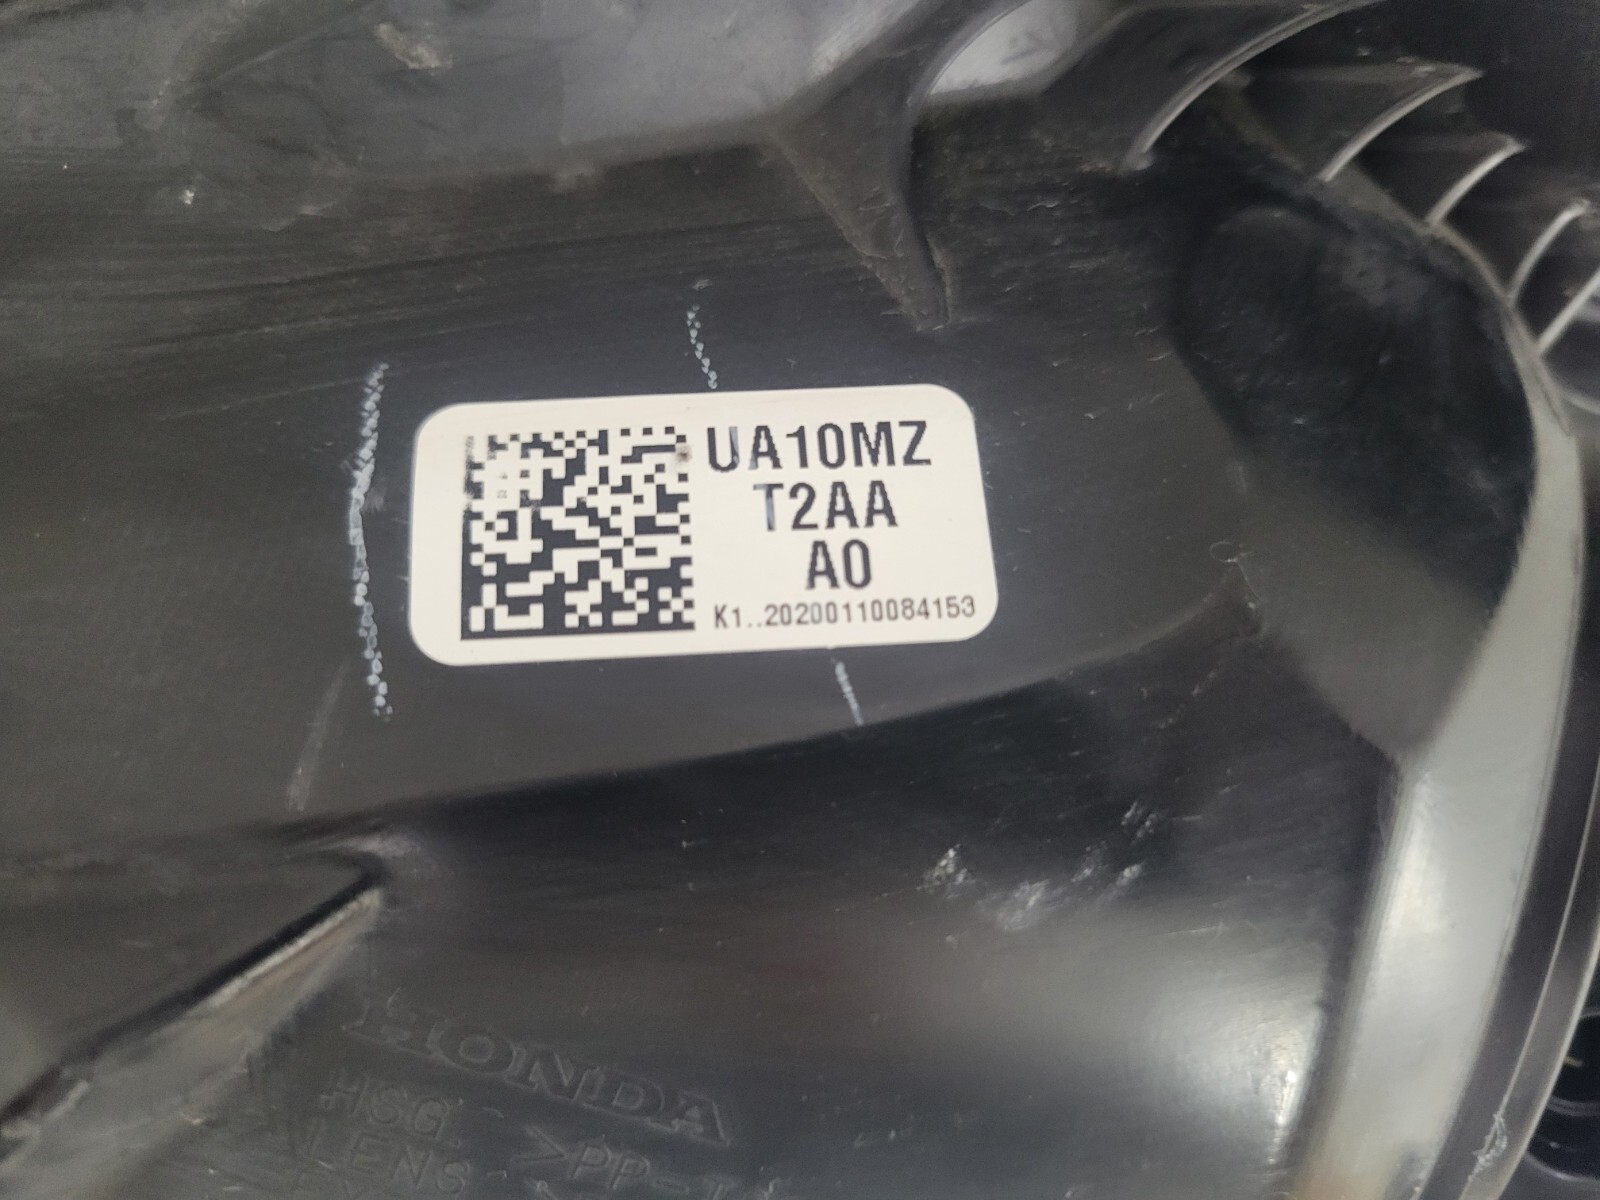 UA10MZ
T2AA
A0
K1..20200110084153
HONDA
HSG. - >PP-T
LENS-